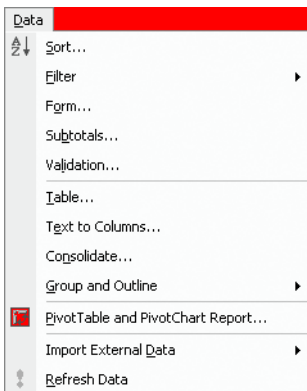 Data
Sort...
Filter
Form...
Subtotals...
Validation...
Table...
Text to Columns...
Consolidate...
Group and Outline
PivotTable and PivotChart Report...
Import External Data
Refresh Data